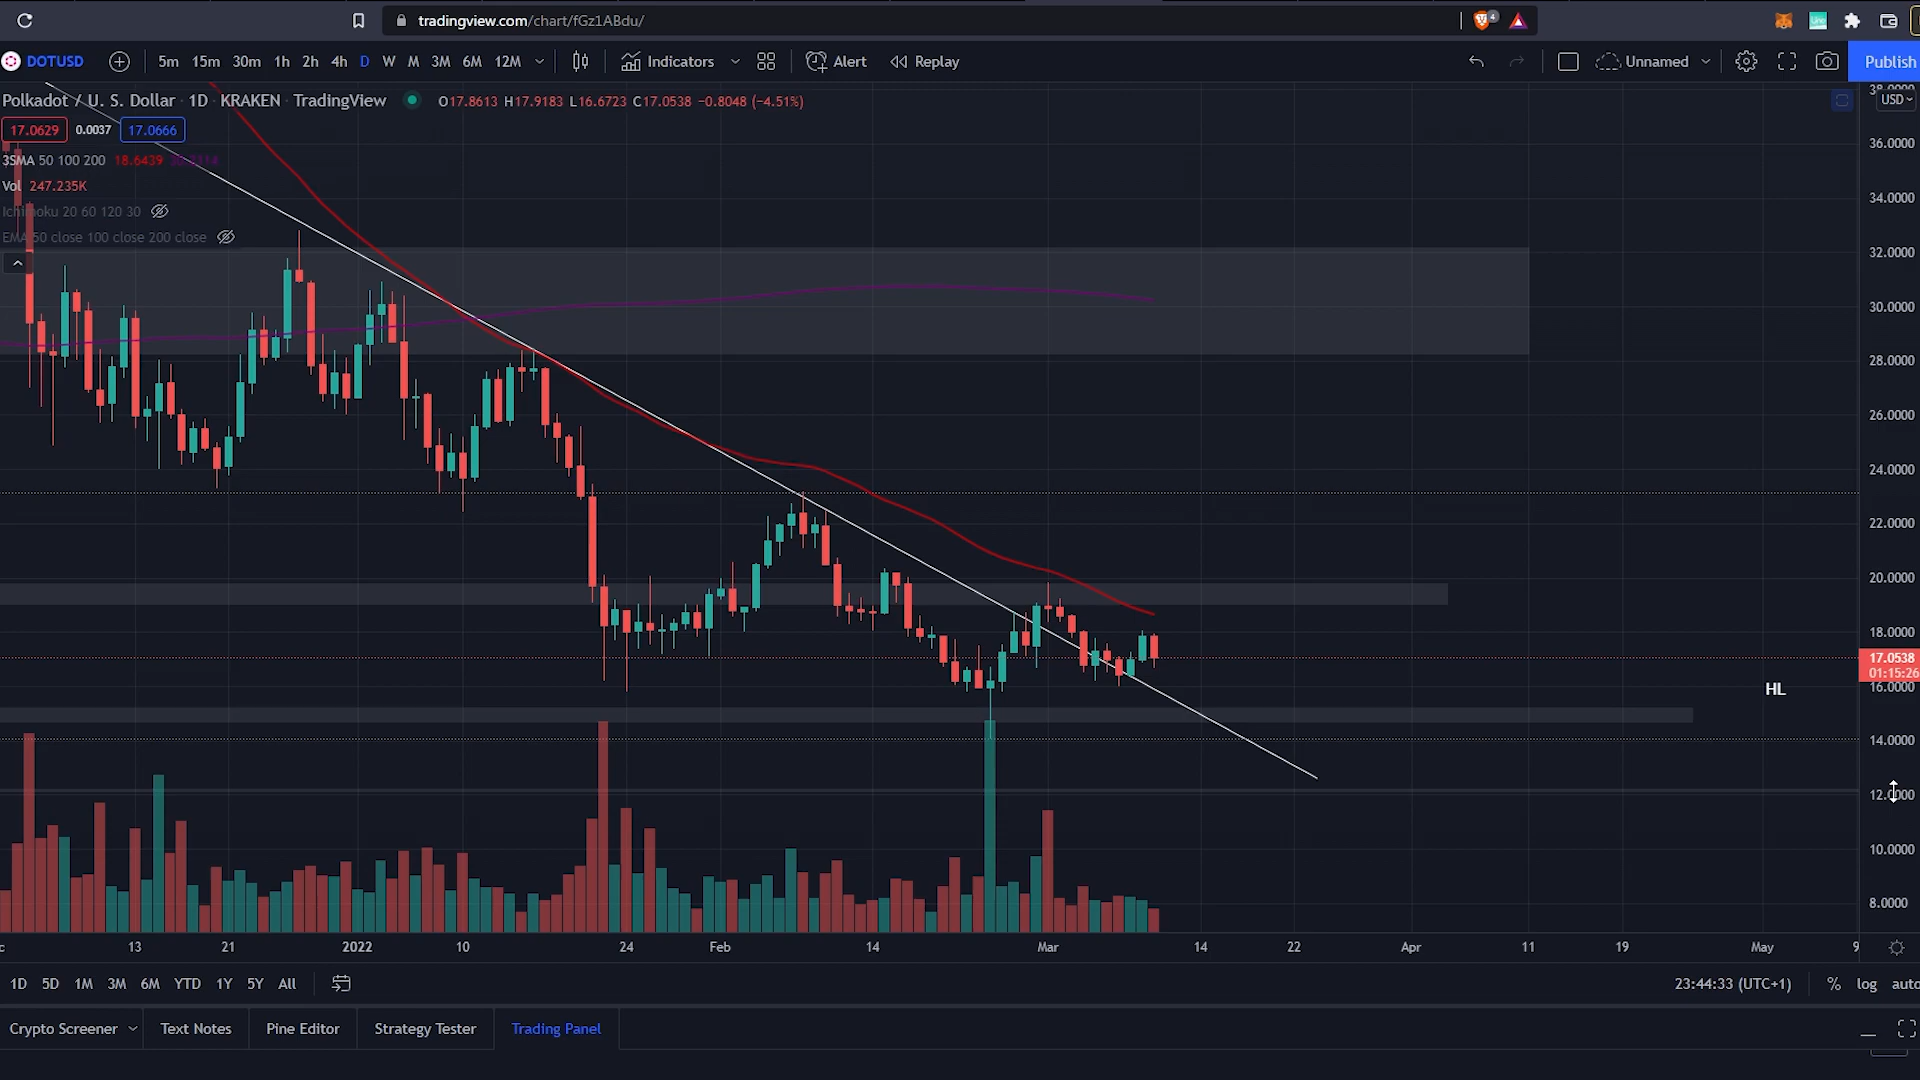 tradingview.com/chart/fGz1ABdu/
4
DOTUSD 5m 15m 30m 1h 2h 4h D W M 3M 6M 12M Indicators Alert Replay Unnamed Publish
Polkadot / U. S. Dollar · 1D · KRAKEN · TradingView O17.8613 H17.9183 L16.6723 C17.0538 −0.8048 (−4.51%)
USD
38.0000
17.0629 0.0037 17.0666
3SMA 50 100 200 18.6439
Vol 247.235K
Ichimoku 20 60 120 30
EMA 50 close 100 close 200 close
36.0000
34.0000
32.0000
30.0000
28.0000
26.0000
24.0000
22.0000
20.0000
18.0000
17.0538
01:15:26
16.0000
HL
14.0000
12.0000
10.0000
8.0000
13 21 2022 10 24 Feb 14 Mar 14 22 Apr 11 19 May 9
1D 5D 1M 3M 6M YTD 1Y 5Y All 23:44:33 (UTC+1) % log auto
Crypto Screener Text Notes Pine Editor Strategy Tester Trading Panel